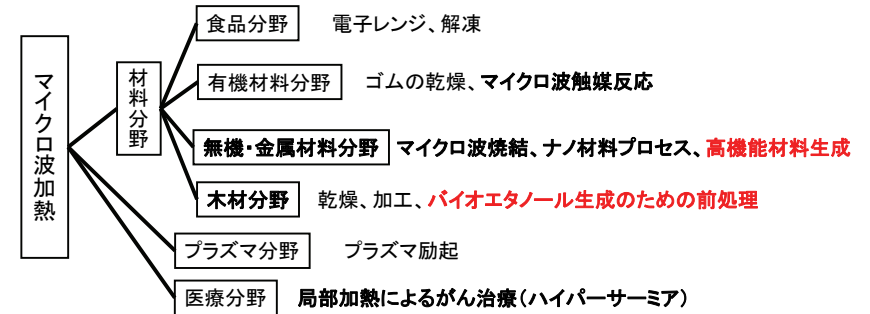 マイクロ波加熱
材料分野
食品分野 電子レンジ、解凍
有機材料分野 ゴムの乾燥、マイクロ波触媒反応
無機・金属材料分野 マイクロ波焼結、ナノ材料プロセス、高機能材料生成
木材分野 乾燥、加工、バイオエタノール生成のための前処理
プラズマ分野 プラズマ励起
医療分野 局部加熱によるがん治療(ハイパーサーミア)